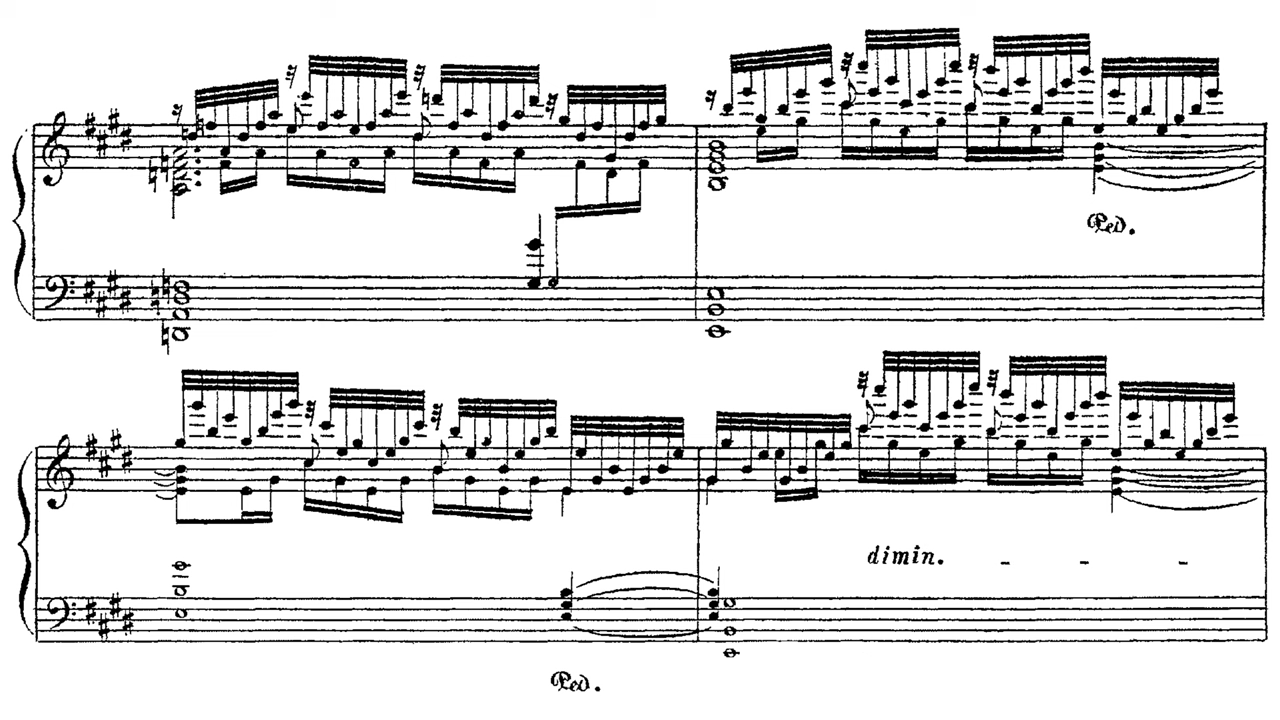 Ped.
dimin. - - -
Ped.